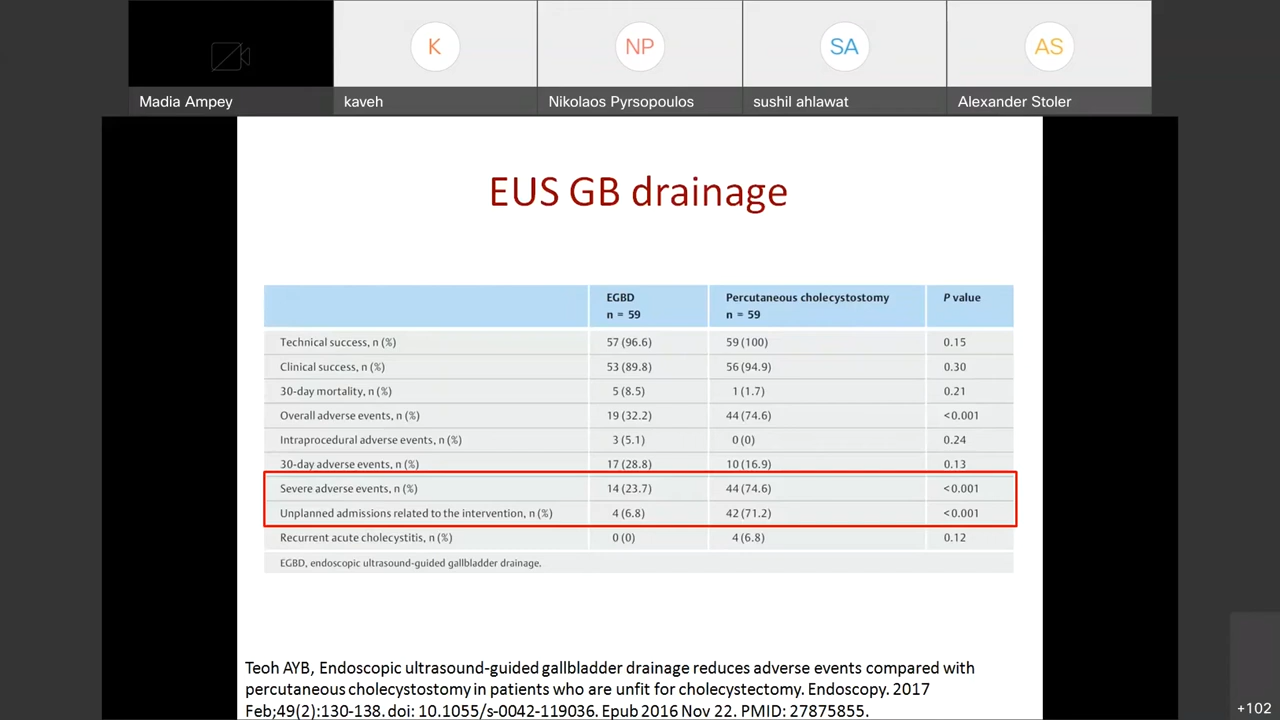 K
NP
SA
AS
Madia Ampey
kaveh
Nikolaos Pyrsopoulos
sushil ahlawat
Alexander Stoler
EUS GB drainage
EGBD Percutaneous cholecystostomy P value
n = 59 n = 59
Technical success, n (%) 57 (96.6) 59 (100) 0.15
Clinical success, n (%) 53 (89.8) 56 (94.9) 0.30
30-day mortality, n (%) 5 (8.5) 1 (1.7) 0.21
Overall adverse events, n (%) 19 (32.2) 44 (74.6) <0.001
Intraprocedural adverse events, n (%) 3 (5.1) 0 (0) 0.24
30-day adverse events, n (%) 17 (28.8) 10 (16.9) 0.13
Severe adverse events, n (%) 14 (23.7) 44 (74.6) <0.001
Unplanned admissions related to the intervention, n (%) 4 (6.8) 42 (71.2) <0.001
Recurrent acute cholecystitis, n (%) 0 (0) 4 (6.8) 0.12
EGBD, endoscopic ultrasound-guided gallbladder drainage.
Teoh AYB, Endoscopic ultrasound-guided gallbladder drainage reduces adverse events compared with
percutaneous cholecystostomy in patients who are unfit for cholecystectomy. Endoscopy. 2017
Feb;49(2):130-138. doi: 10.1055/s-0042-119036. Epub 2016 Nov 22. PMID: 27875855.
+102